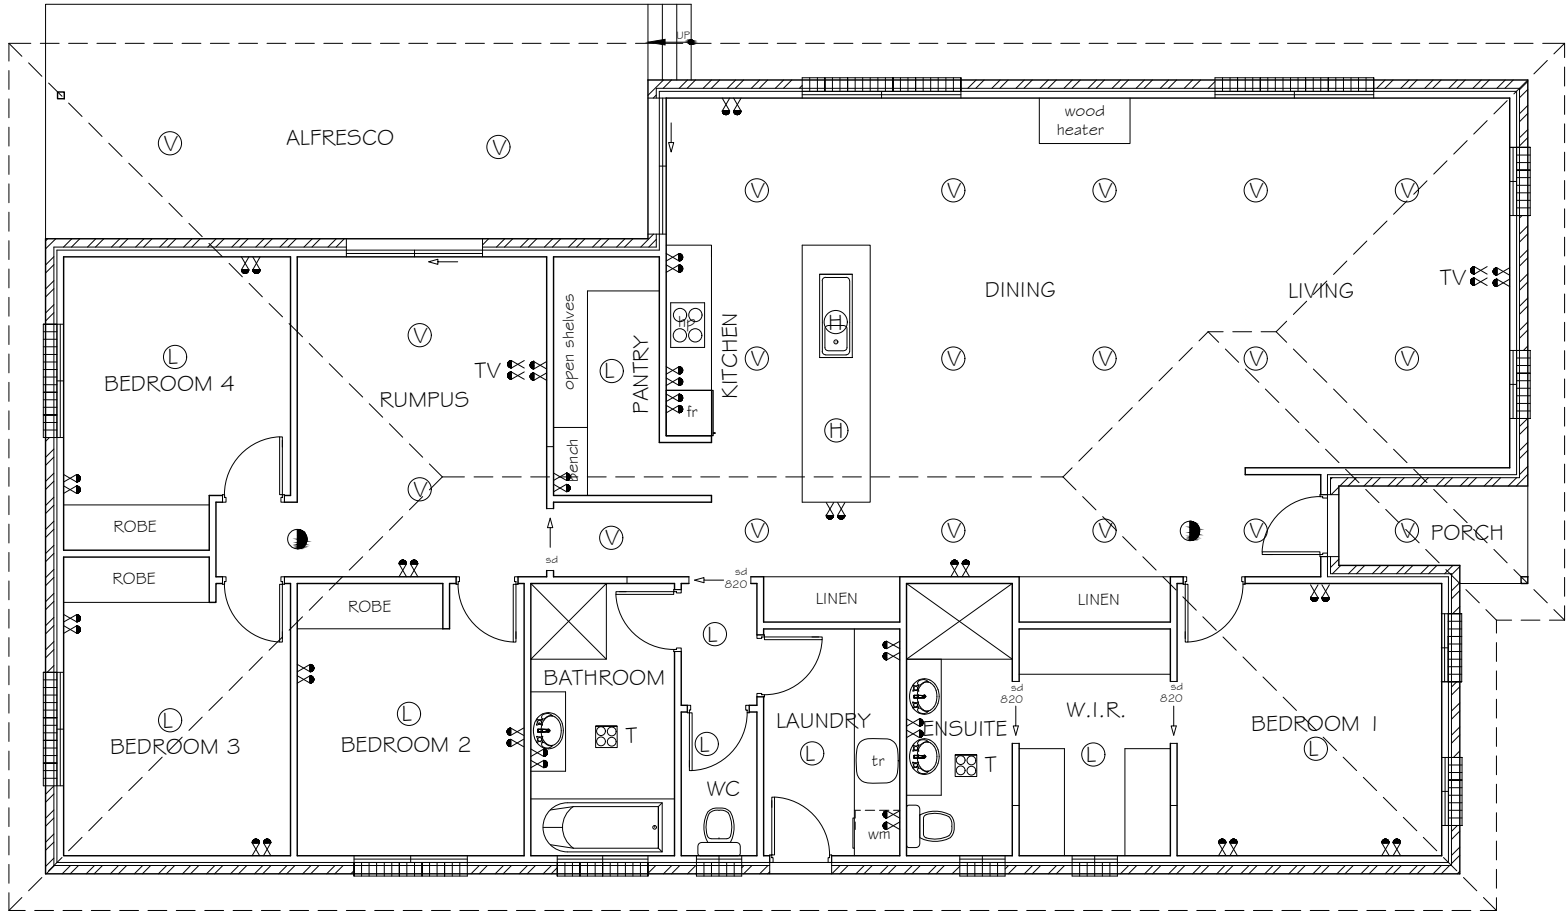 UP
wood
heater
V
V
ALFRESCO
V
V
V
V
V
DINING
LIVING
TV
H
hp
KITCHEN
open shelves
PANTRY
V
L
BEDROOM 4
TV
L
RUMPUS
V
V
V
V
V
fr
H
bench
V
ROBE
V
V
V
V
V
V
PORCH
sd
ROBE
sd
820
ROBE
LINEN
LINEN
L
BATHROOM
sd
820
sd
820
L
BEDROOM 3
L
BEDROOM 2
T
L
LAUNDRY
L
ENSUITE
T
W.I.R.
L
BEDROOM 1
L
tr
WC
wm